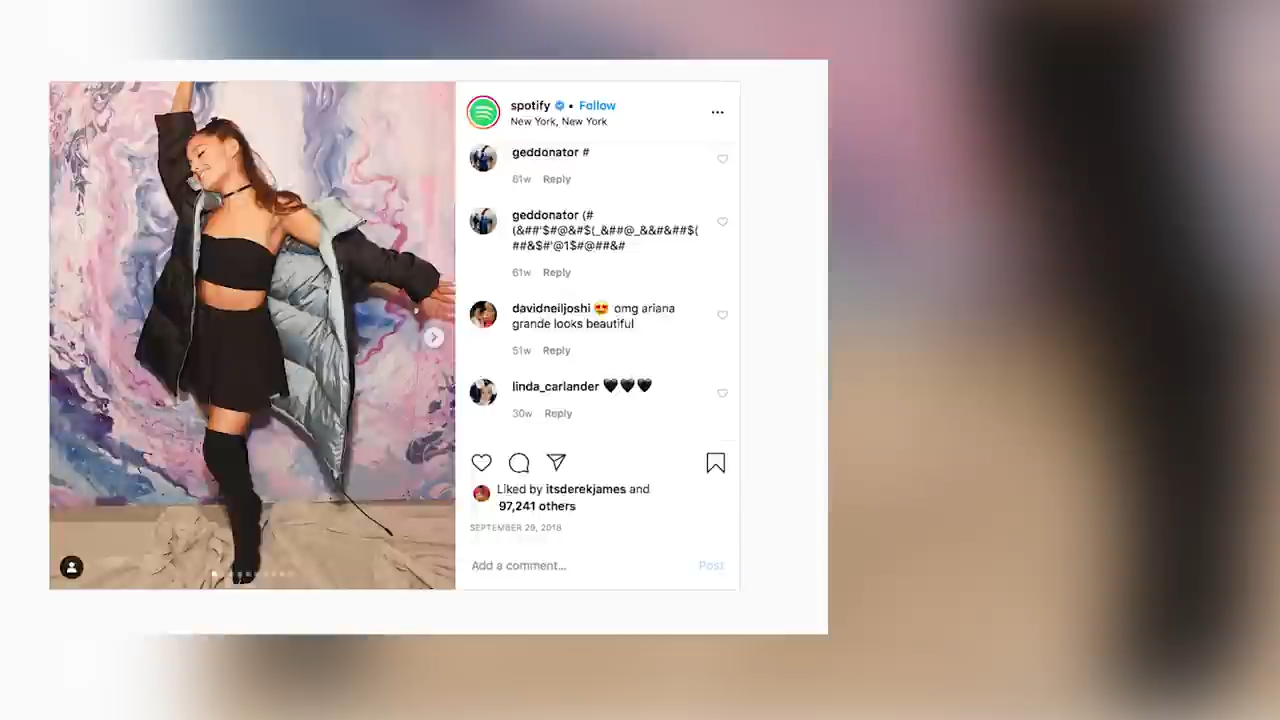 spotify • Follow
New York, New York
geddonator #
61w Reply
geddonator (#
(&##'$#@&#$(_&##@_&&#&##$(
##&$#'@1$#@##&#
61w Reply
davidneiljoshi 😍 omg ariana
grande looks beautiful
51w Reply
linda_carlander 🖤🖤🖤
30w Reply
Liked by itsderekjames and
97,241 others
SEPTEMBER 29, 2018
Add a comment... Post